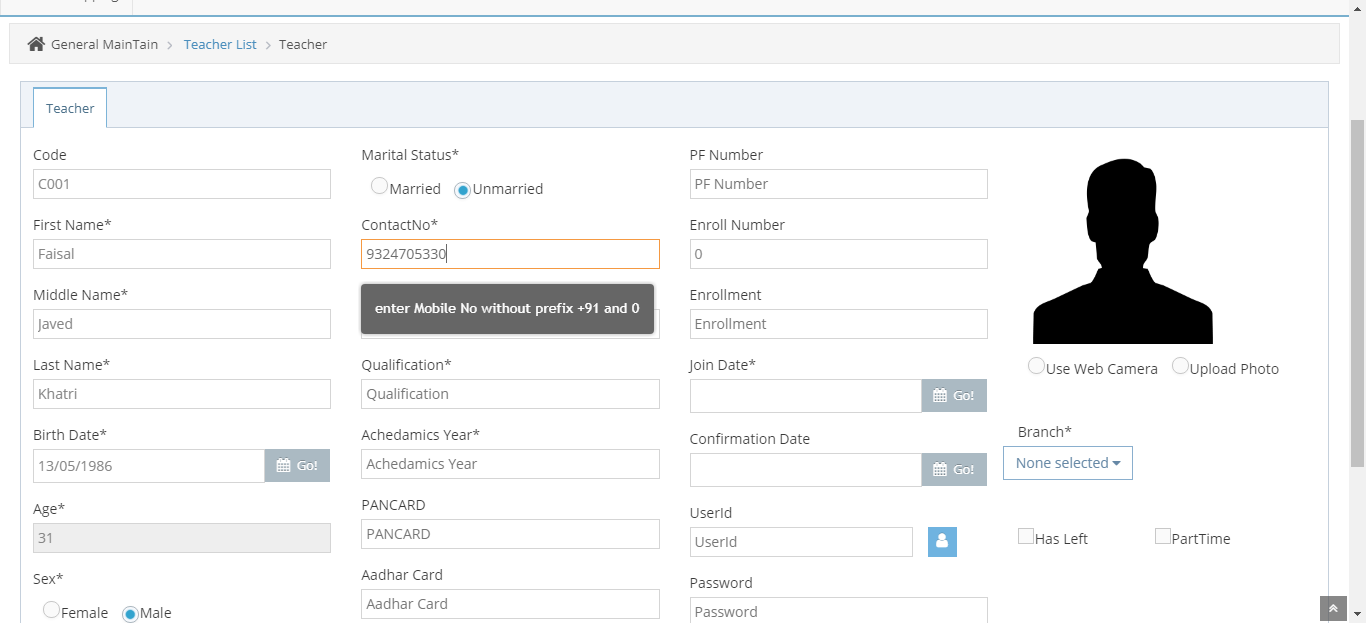 General MainTain > Teacher List > Teacher
Teacher
Code
C001
First Name*
Faisal
Middle Name*
Javed
Last Name*
Khatri
Birth Date*
13/05/1986
Go!
Age*
31
Sex*
Female Male
Marital Status*
Married Unmarried
ContactNo*
9324705330
enter Mobile No without prefix +91 and 0
Qualification*
Qualification
Achedamics Year*
Achedamics Year
PANCARD
PANCARD
Aadhar Card
Aadhar Card
PF Number
PF Number
Enroll Number
0
Enrollment
Enrollment
Join Date*
Go!
Confirmation Date
Go!
UserId
UserId
Password
Password
Use Web Camera Upload Photo
Branch*
None selected
Has Left PartTime